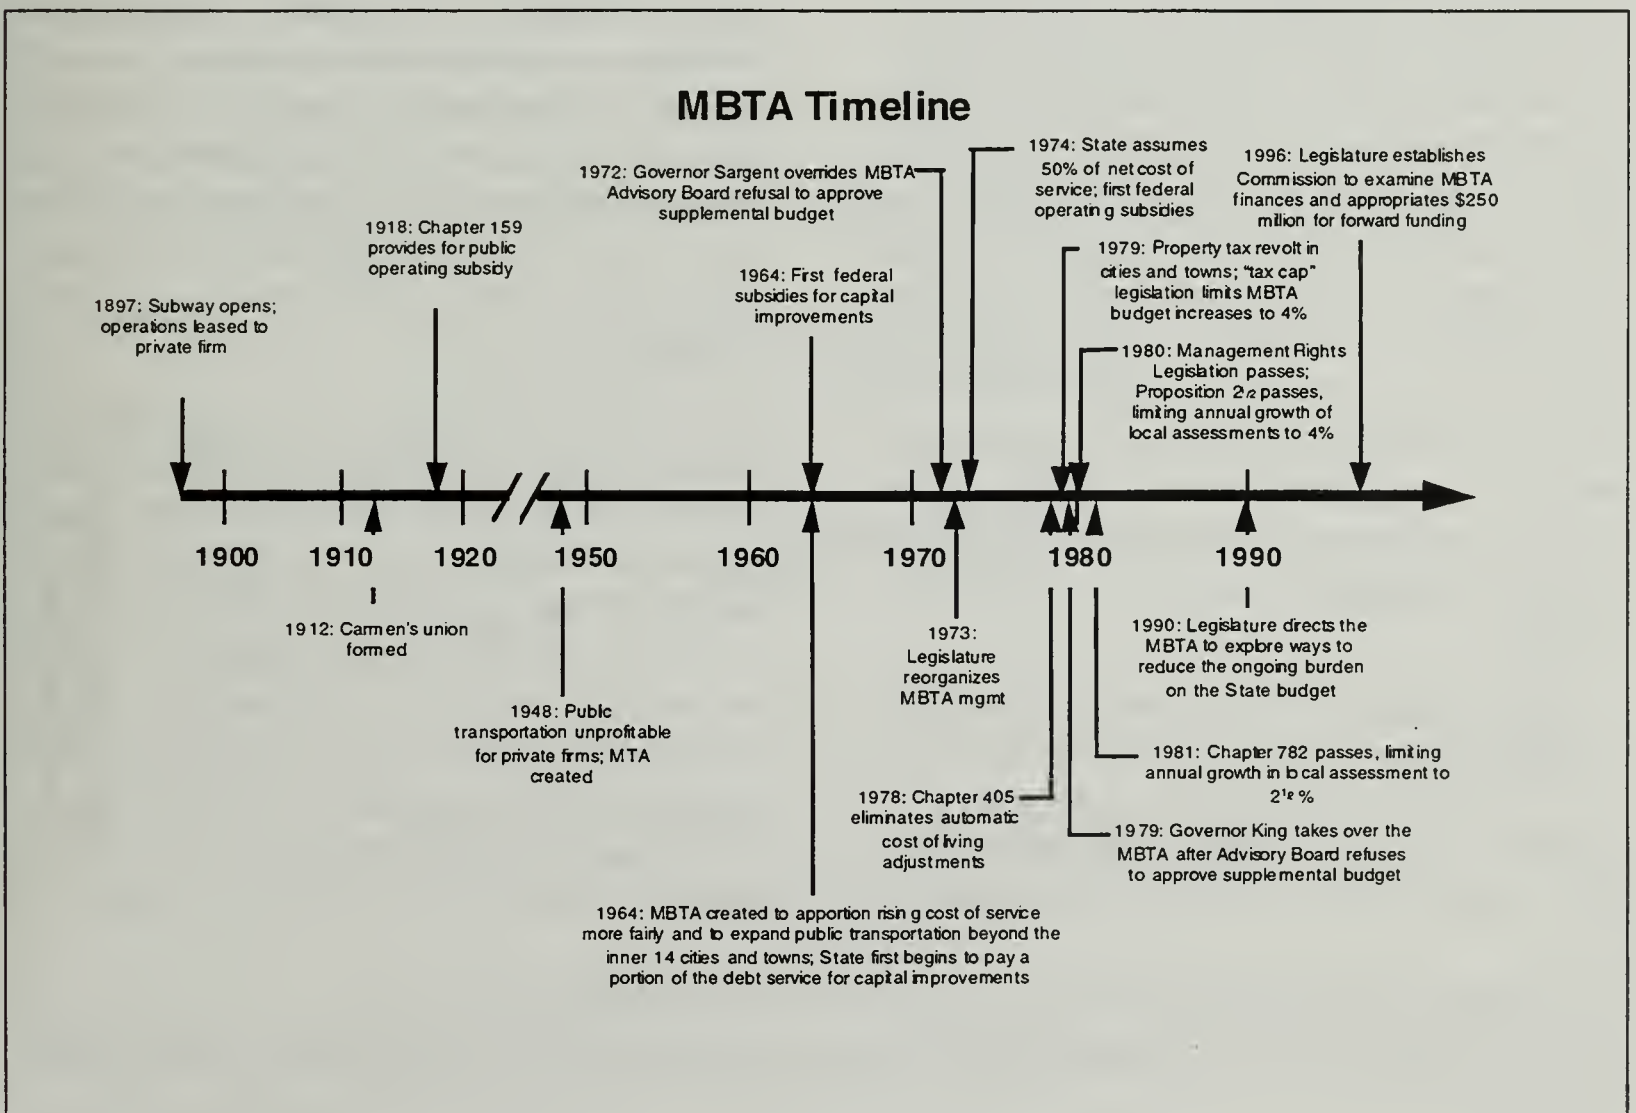 MBTA Timeline
1897: Subway opens;
operations leased to
private firm
1918: Chapter 159
provides for public
operating subsidy
1964: First federal
subsidies for capital
improvements
1972: Governor Sargent overrides MBTA
Advisory Board refusal to approve
supplemental budget
1974: State assumes
50% of net cost of
service; first federal
operating subsidies
1996: Legislature establishes
Commission to examine MBTA
finances and appropriates $250
million for forward funding
1979: Property tax revolt in
cities and towns; "tax cap"
legislation limits MBTA
budget increases to 4%
1980: Management Rights
Legislation passes;
Proposition 2 1/2 passes,
limiting annual growth of
local assessments to 4%
1900 1910 1920 1950 1960 1970 1980 1990
1912: Carmen's union
formed
1948: Public
transportation unprofitable
for private firms; MTA
created
1964: MBTA created to apportion rising cost of service
more fairly and to expand public transportation beyond the
inner 14 cities and towns; State first begins to pay a
portion of the debt service for capital improvements
1973:
Legislature
reorganizes
MBTA mgmt
1978: Chapter 405
eliminates automatic
cost of living
adjustments
1990: Legislature directs the
MBTA to explore ways to
reduce the ongoing burden
on the State budget
1981: Chapter 782 passes, limiting
annual growth in local assessment to
2 1/2 %
1979: Governor King takes over the
MBTA after Advisory Board refuses
to approve supplemental budget